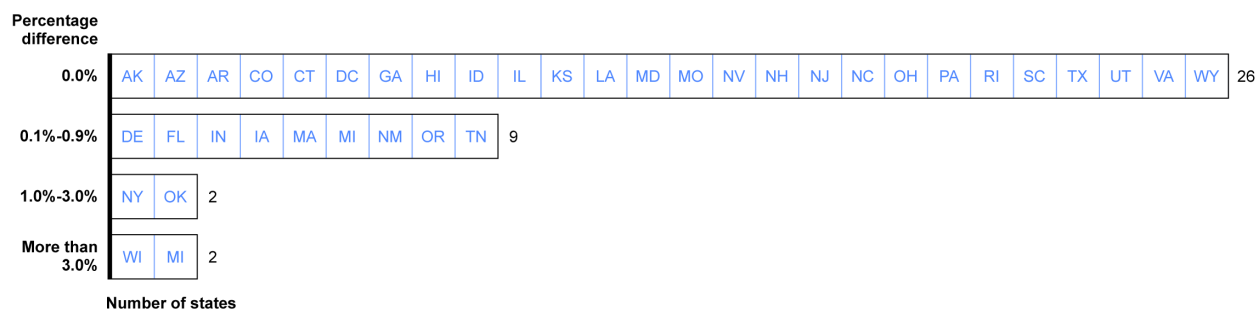 Percentage
difference
0.0% AK AZ AR CO CT DC GA HI ID IL KS LA MD MO NV NH NJ NC OH PA RI SC TX UT VA WY 26
0.1%-0.9% DE FL IN IA MA MI NM OR TN 9
1.0%-3.0% NY OK 2
More than
3.0% WI MI 2
Number of states